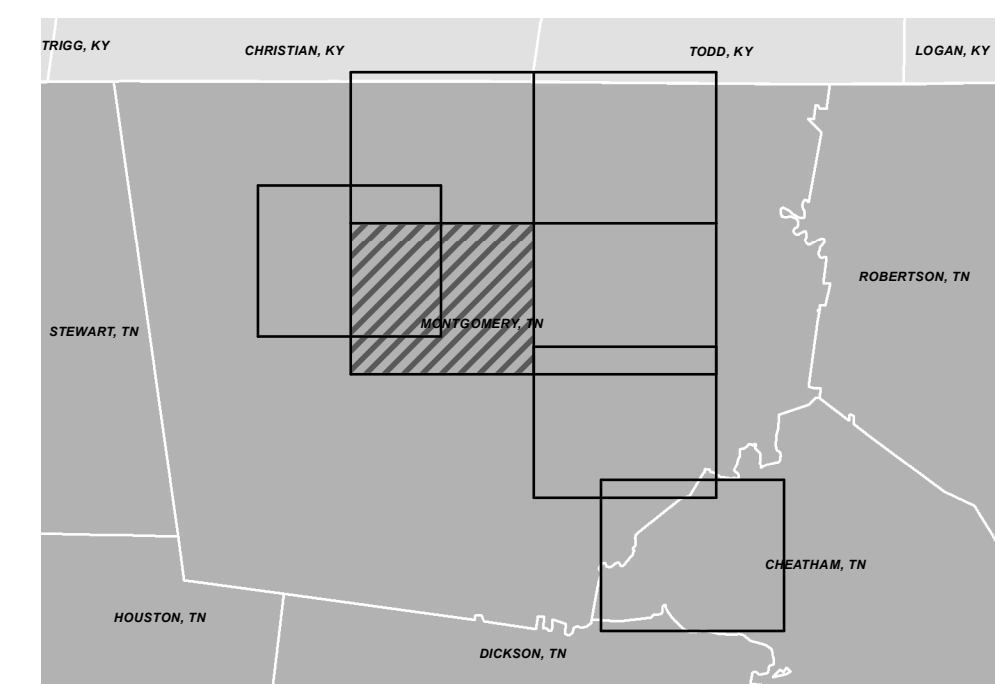 TRIGG, KY
CHRISTIAN, KY
TODD, KY
LOGAN, KY
ROBERTSON, TN
STEWART, TN
MONTGOMERY, TN
CHEATHAM, TN
HOUSTON, TN
DICKSON, TN